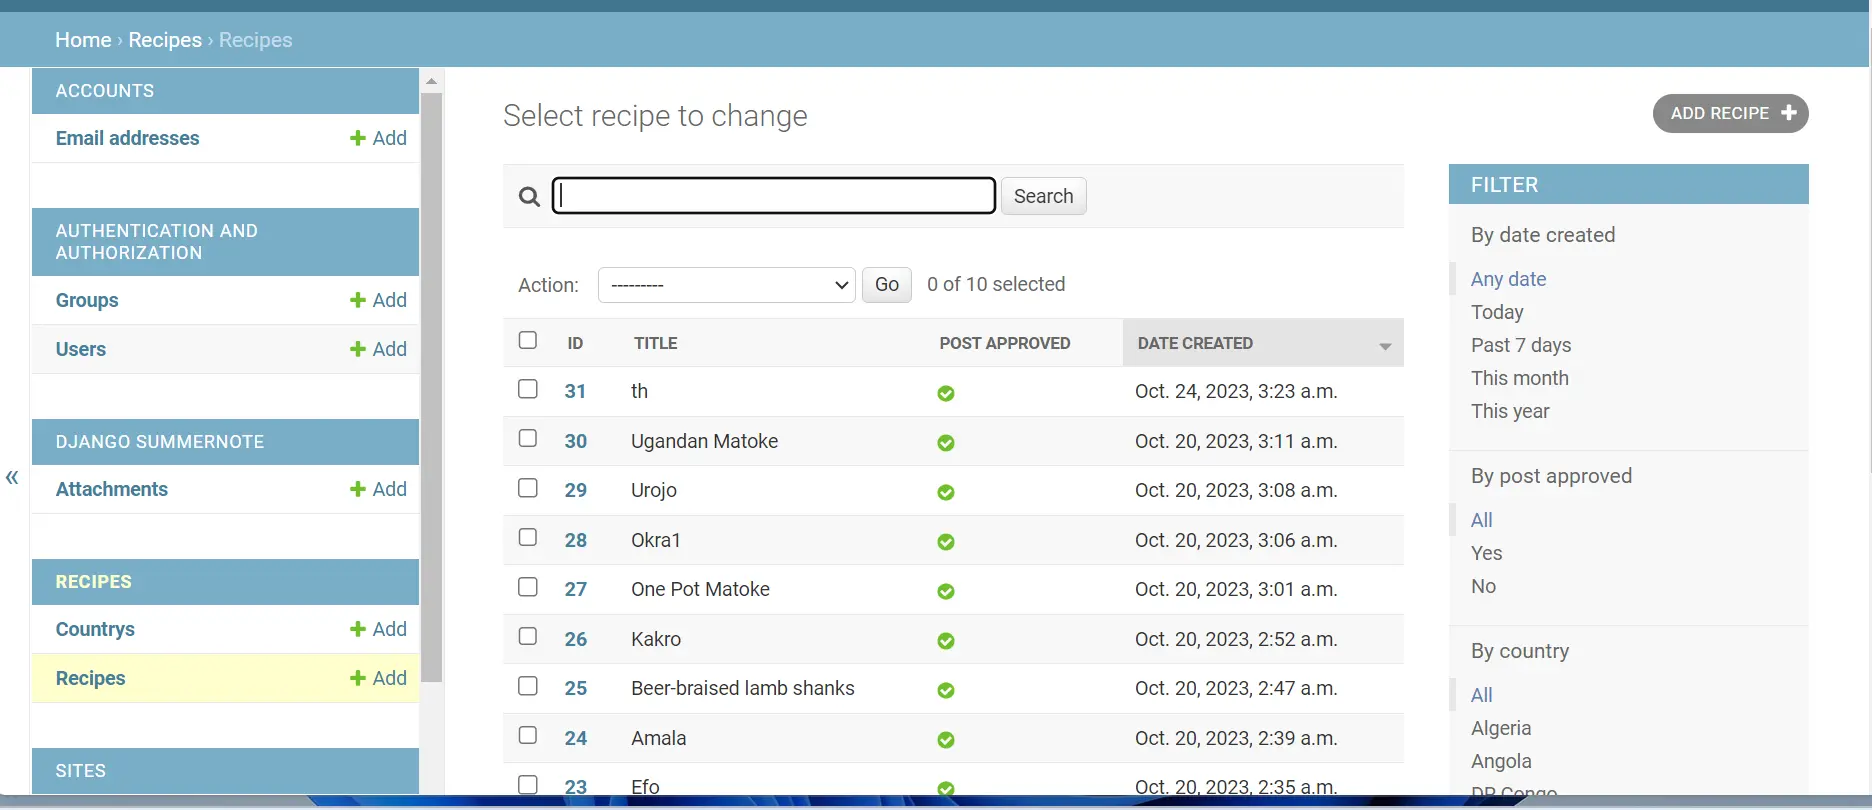 Home › Recipes › Recipes
ACCOUNTS
Email addresses + Add
AUTHENTICATION AND
AUTHORIZATION
Groups + Add
Users + Add
DJANGO SUMMERNOTE
Attachments + Add
«
RECIPES
Countrys + Add
Recipes + Add
SITES
Select recipe to change
ADD RECIPE +
Search
Action: --------- Go 0 of 10 selected
ID TITLE POST APPROVED DATE CREATED
31 th Oct. 24, 2023, 3:23 a.m.
30 Ugandan Matoke Oct. 20, 2023, 3:11 a.m.
29 Urojo Oct. 20, 2023, 3:08 a.m.
28 Okra1 Oct. 20, 2023, 3:06 a.m.
27 One Pot Matoke Oct. 20, 2023, 3:01 a.m.
26 Kakro Oct. 20, 2023, 2:52 a.m.
25 Beer-braised lamb shanks Oct. 20, 2023, 2:47 a.m.
24 Amala Oct. 20, 2023, 2:39 a.m.
23 Efo Oct. 20, 2023, 2:35 a.m.
FILTER
By date created
Any date
Today
Past 7 days
This month
This year
By post approved
All
Yes
No
By country
All
Algeria
Angola
DR Congo